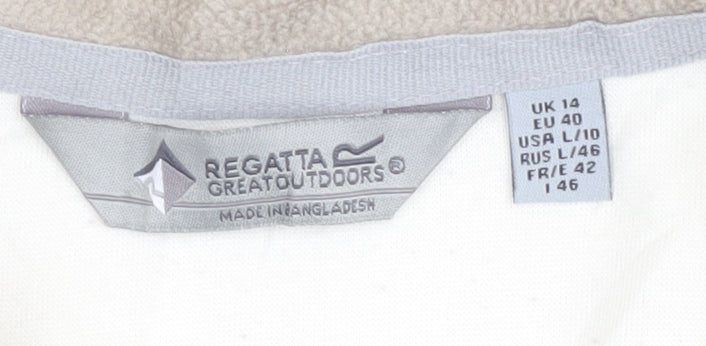 REGATTA
GREATOUTDOORS®
MADE IN BANGLADESH
UK 14
EU 40
USA L/10
RUS L/46
FR/E 42
I 46